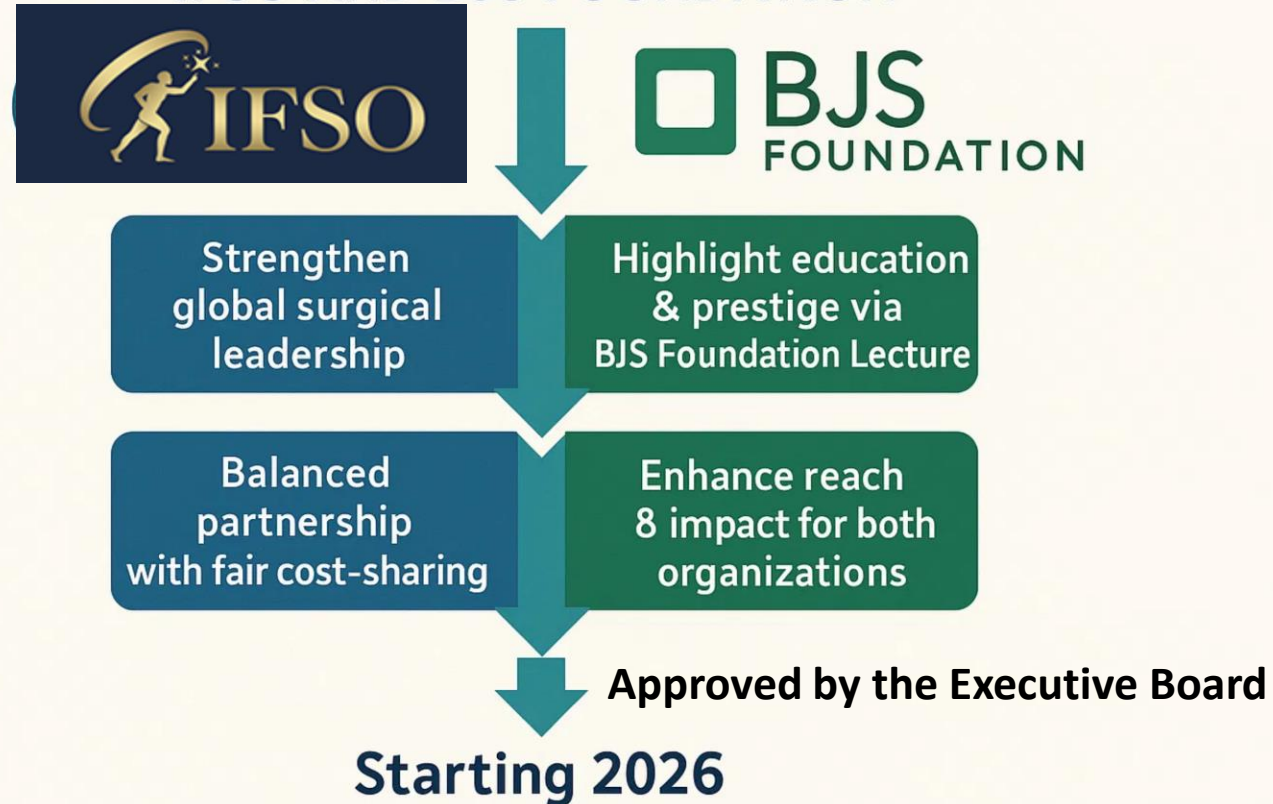 IFSO
BJS
FOUNDATION
Strengthen
global surgical
leadership
Highlight education
& prestige via
BJS Foundation Lecture
Balanced
partnership
with fair cost-sharing
Enhance reach
8 impact for both
organizations
Approved by the Executive Board
Starting 2026